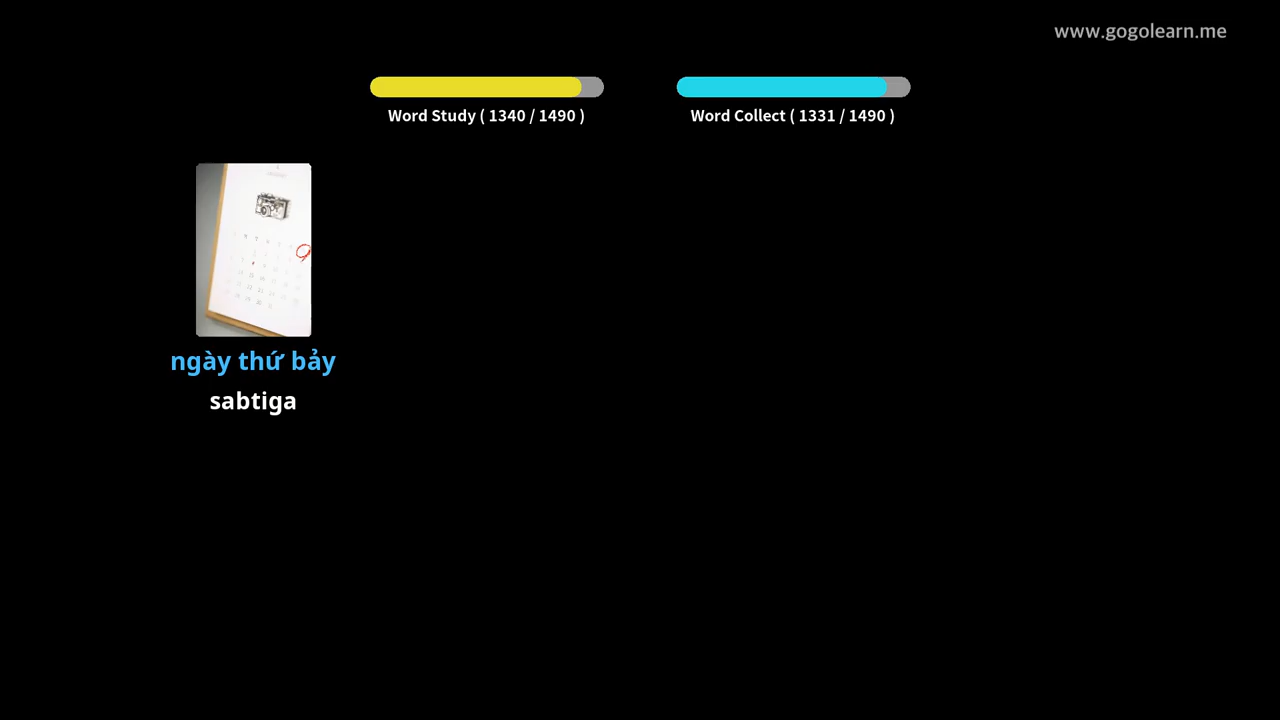 www.gogolearn.me
Word Study ( 1340 / 1490 )
Word Collect ( 1331 / 1490 )
ngày thứ bảy
sabtiga